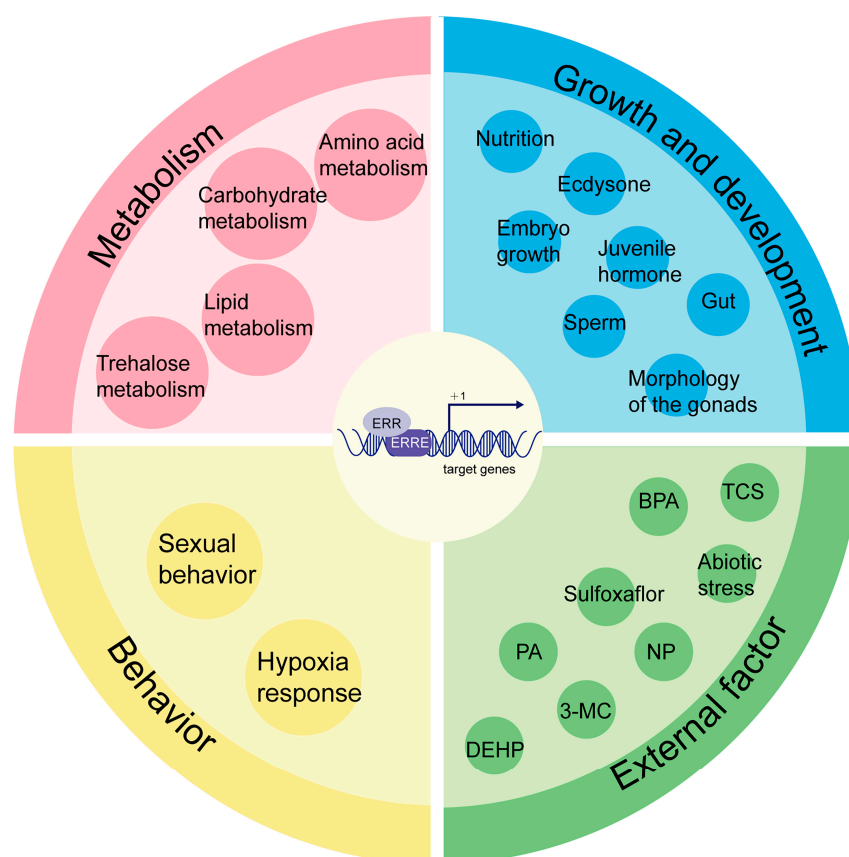 Metabolism
Amino acid
metabolism
Carbohydrate
metabolism
Lipid
metabolism
Trehalose
metabolism
Growth and development
Nutrition
Ecdysone
Embryo
growth
Juvenile
hormone
Gut
Sperm
Morphology
of the gonads
+1
ERR
ERRE
target genes
Behavior
Sexual
behavior
Hypoxia
response
External factor
BPA
TCS
Abiotic
stress
Sulfoxaflor
PA
NP
3-MC
DEHP